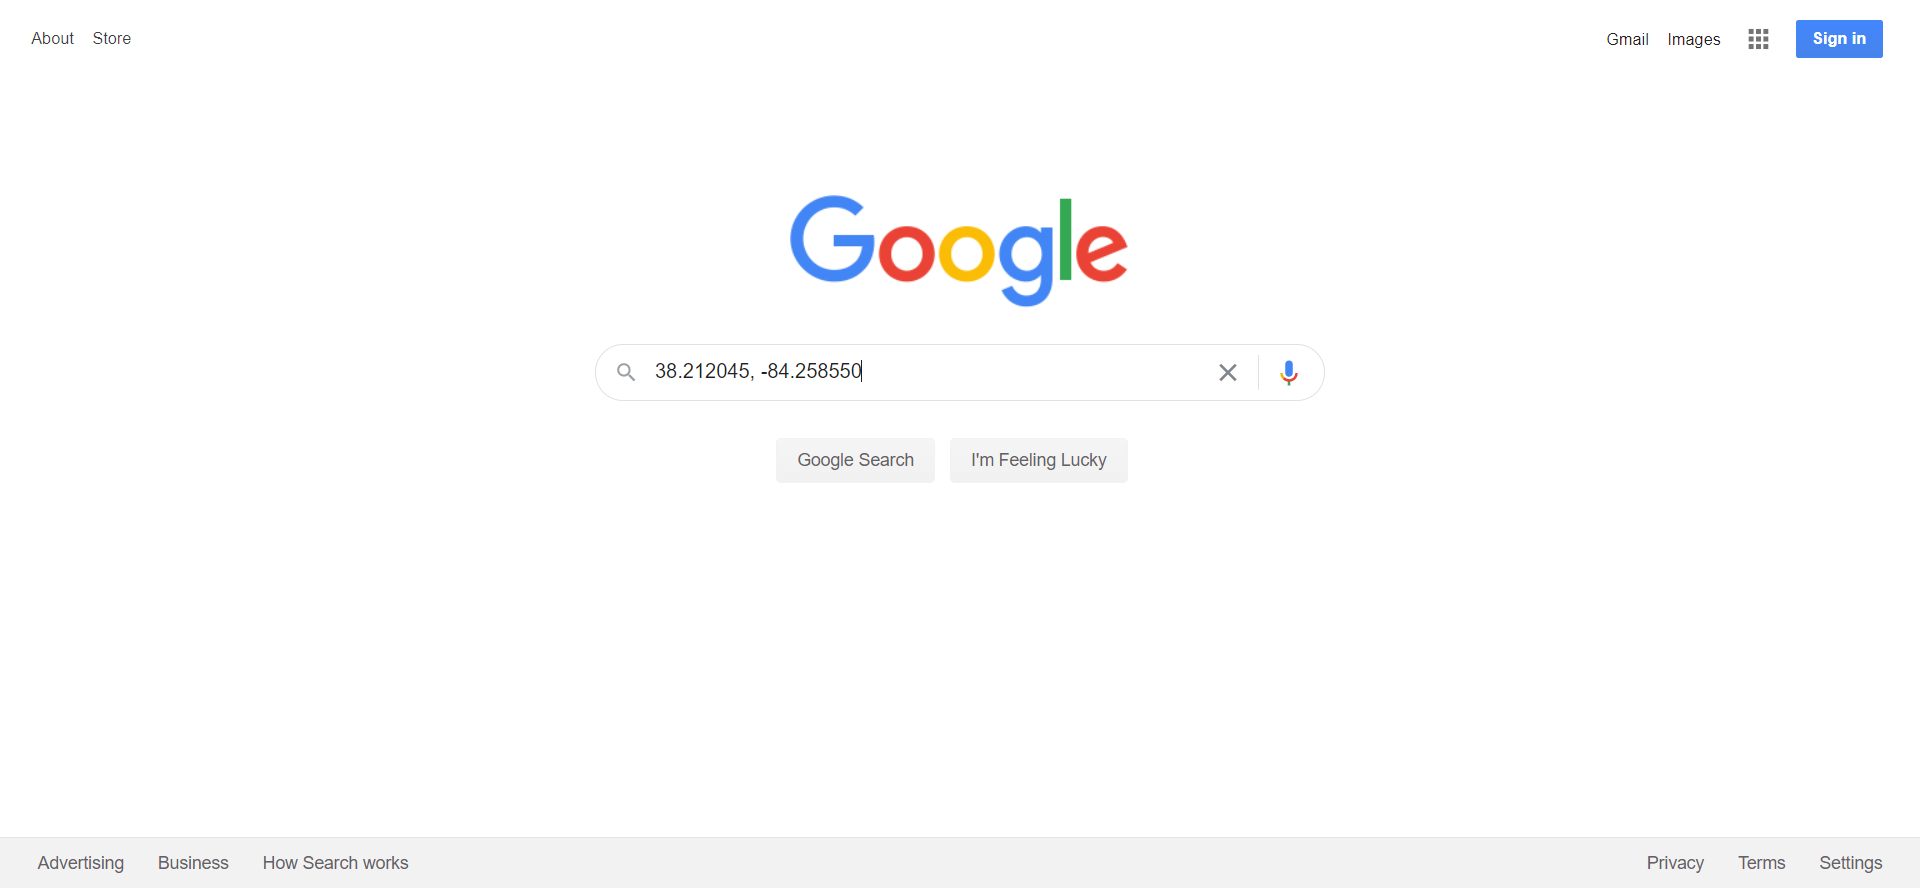 About Store
Gmail Images Sign in
Google
38.212045, -84.258550
Google Search I'm Feeling Lucky
Advertising Business How Search works
Privacy Terms Settings